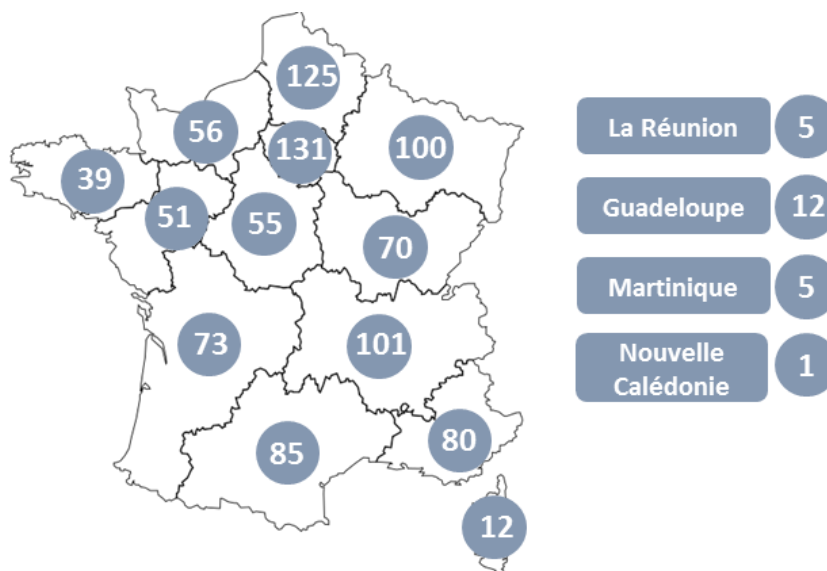 125
56
131
100
39
51
55
70
73
101
85
80
12
La Réunion 5
Guadeloupe 12
Martinique 5
Nouvelle
Calédonie 1